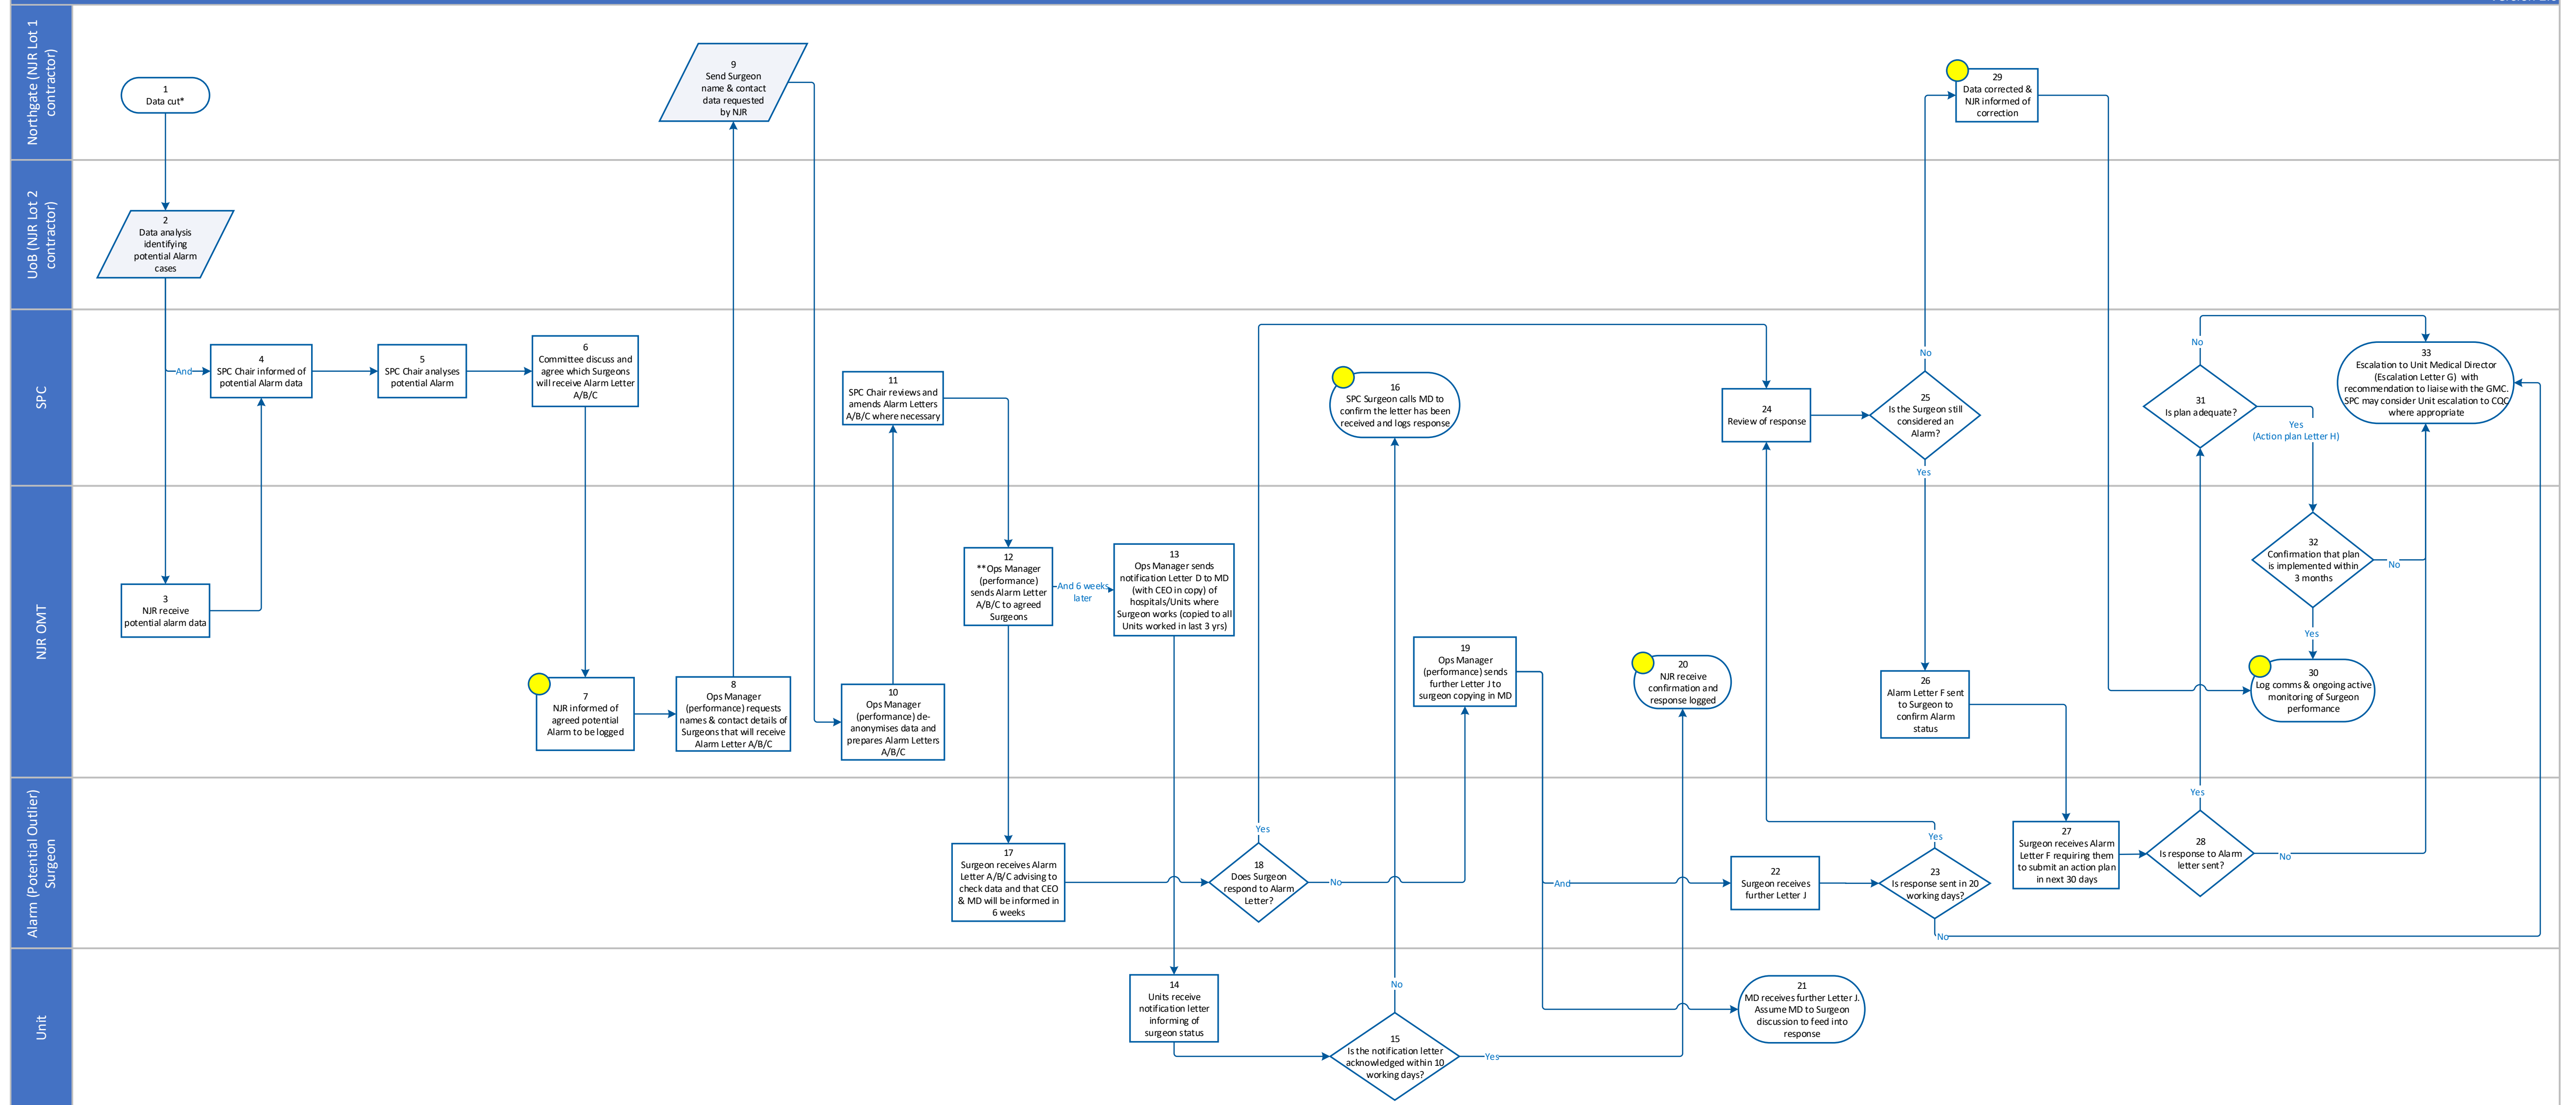 Northgate (NJR Lot 1
contractor)
1
Data cut*
9
Send Surgeon
name & contact
data requested
by NJR
29
Data corrected &
NJR informed of
correction
UoB (NJR Lot 2
contractor)
2
Data analysis
identifying
potential Alarm
cases
SPC
And
4
SPC Chair informed of
potential Alarm data
5
SPC Chair analyses
potential Alarm
6
Committee discuss and
agree which Surgeons
will receive Alarm Letter
A/B/C
11
SPC Chair reviews and
amends Alarm Letters
A/B/C where necessary
16
SPC Surgeon calls MD to
confirm the letter has been
received and logs response
24
Review of response
No
25
Is the Surgeon still
considered an
Alarm?
Yes
No
31
Is plan adequate?
Yes
(Action plan Letter H)
33
Escalation to Unit Medical Director
(Escalation Letter G) with
recommendation to liaise with the GMC.
SPC may consider Unit escalation to CQC
where appropriate
NJR OMT
3
NJR receive
potential alarm data
7
NJR informed of
agreed potential
Alarm to be logged
8
Ops Manager
(performance) requests
names & contact details of
Surgeons that will receive
Alarm Letter A/B/C
10
Ops Manager
(performance) de-
anonymises data and
prepares Alarm Letters
A/B/C
12
**Ops Manager
(performance)
sends Alarm Letter
A/B/C to agreed
Surgeons
And 6 weeks
later
13
Ops Manager sends
notification Letter D to MD
(with CEO in copy) of
hospitals/Units where
Surgeon works (copied to all
Units worked in last 3 yrs)
19
Ops Manager
(performance) sends
further Letter J to
surgeon copying in MD
20
NJR receive
confirmation and
response logged
26
Alarm Letter F sent
to Surgeon to
confirm Alarm
status
32
Confirmation that plan
is implemented within
3 months
No
Yes
30
Log comms & ongoing active
monitoring of Surgeon
performance
Alarm (Potential Outlier)
Surgeon
17
Surgeon receives Alarm
Letter A/B/C advising to
check data and that CEO
& MD will be informed in
6 weeks
Yes
18
Does Surgeon
respond to Alarm
Letter?
No
And
22
Surgeon receives
further Letter J
Yes
23
Is response sent in 20
working days?
No
27
Surgeon receives Alarm
Letter F requiring them
to submit an action plan
in next 30 days
Yes
28
Is response to Alarm
letter sent?
No
Unit
14
Units receive
notification letter
informing of
surgeon status
No
15
Is the notification letter
acknowledged within 10
working days?
Yes
21
MD receives further Letter J.
Assume MD to Surgeon
discussion to feed into
response